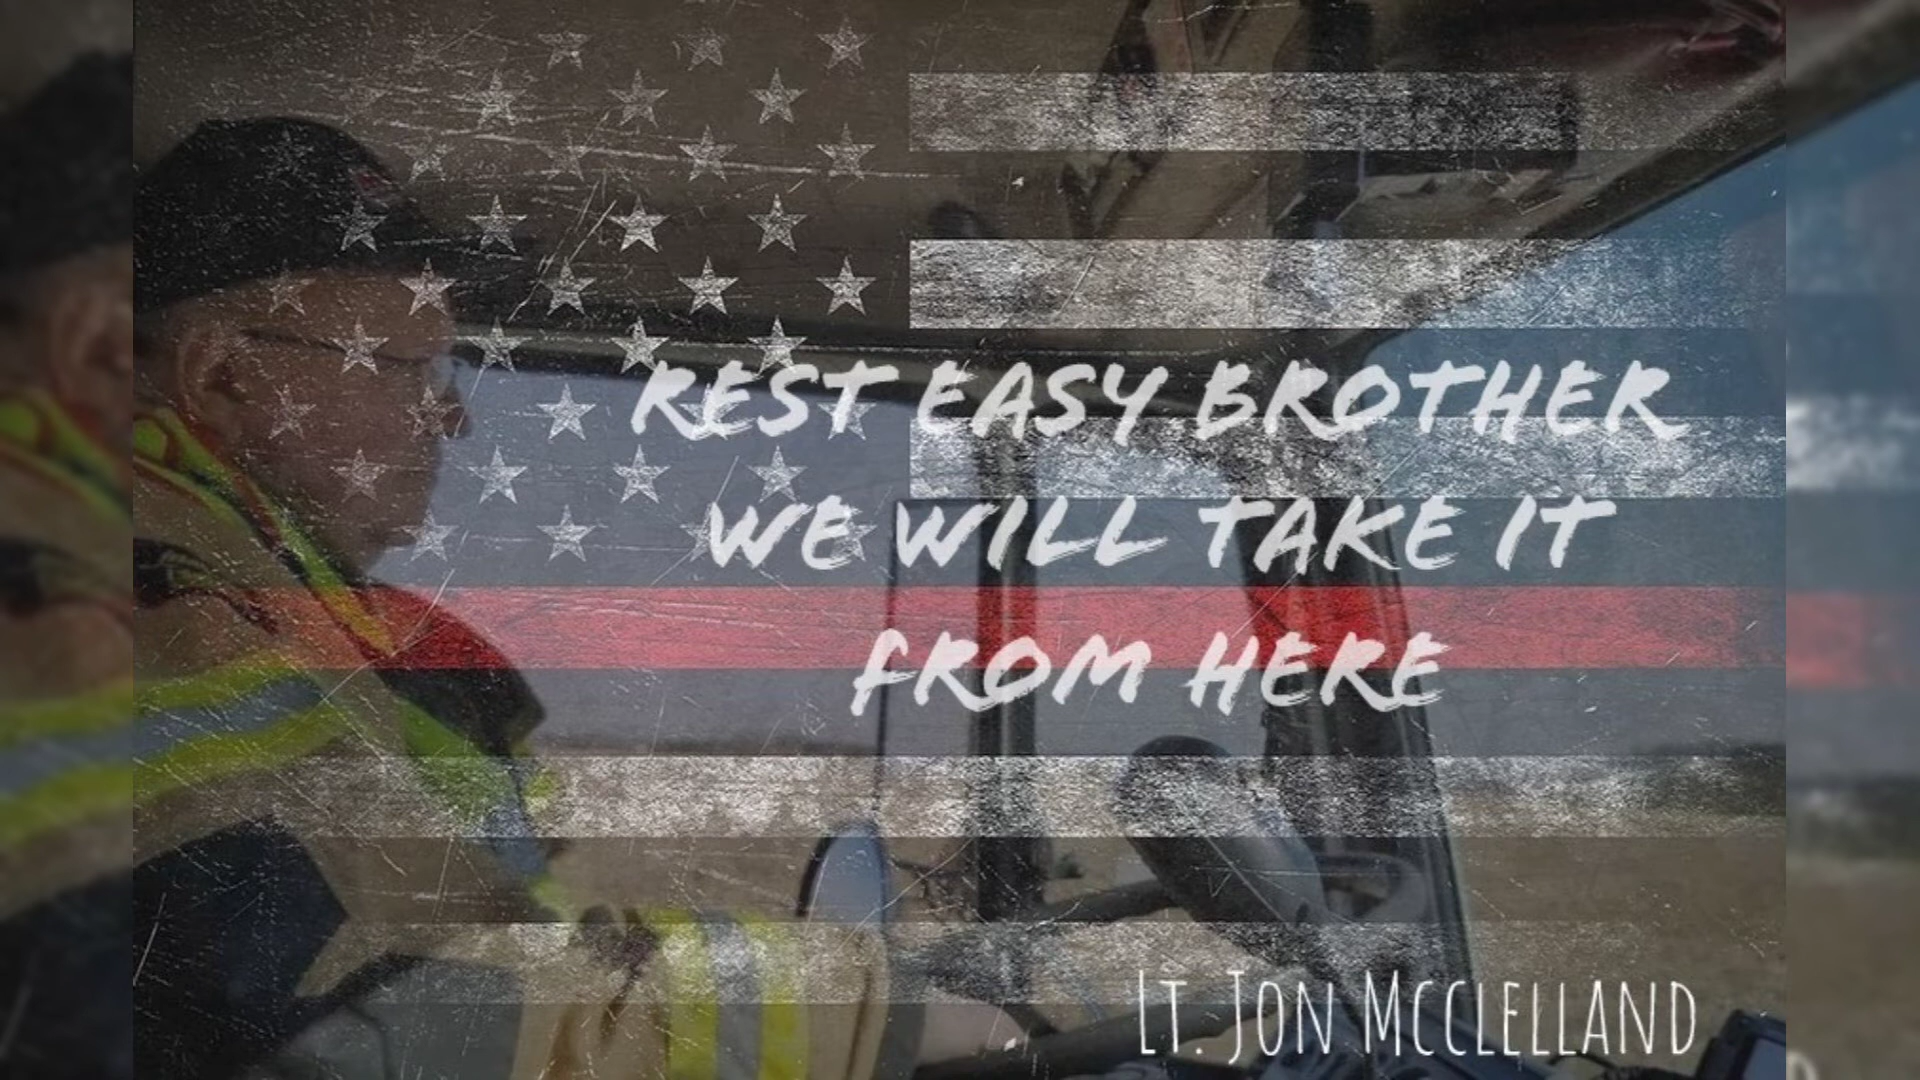 REST EASY BROTHER
WE WILL TAKE IT
FROM HERE
LT. JON MCCLELLAND